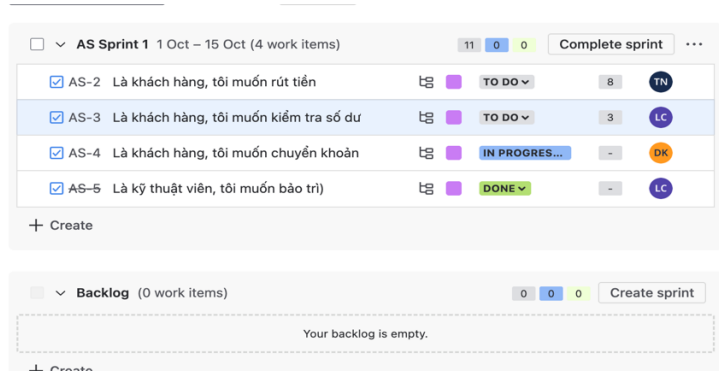 AS Sprint 1 1 Oct – 15 Oct (4 work items) 11 0 0 Complete sprint ...
AS-2 Là khách hàng, tôi muốn rút tiền TO DO 8 TN
AS-3 Là khách hàng, tôi muốn kiểm tra số dư TO DO 3 LC
AS-4 Là khách hàng, tôi muốn chuyển khoản IN PROGRES... - DK
AS-5 Là kỹ thuật viên, tôi muốn bảo trì) DONE - LC
+ Create
Backlog (0 work items) 0 0 0 Create sprint
Your backlog is empty.
+ Create